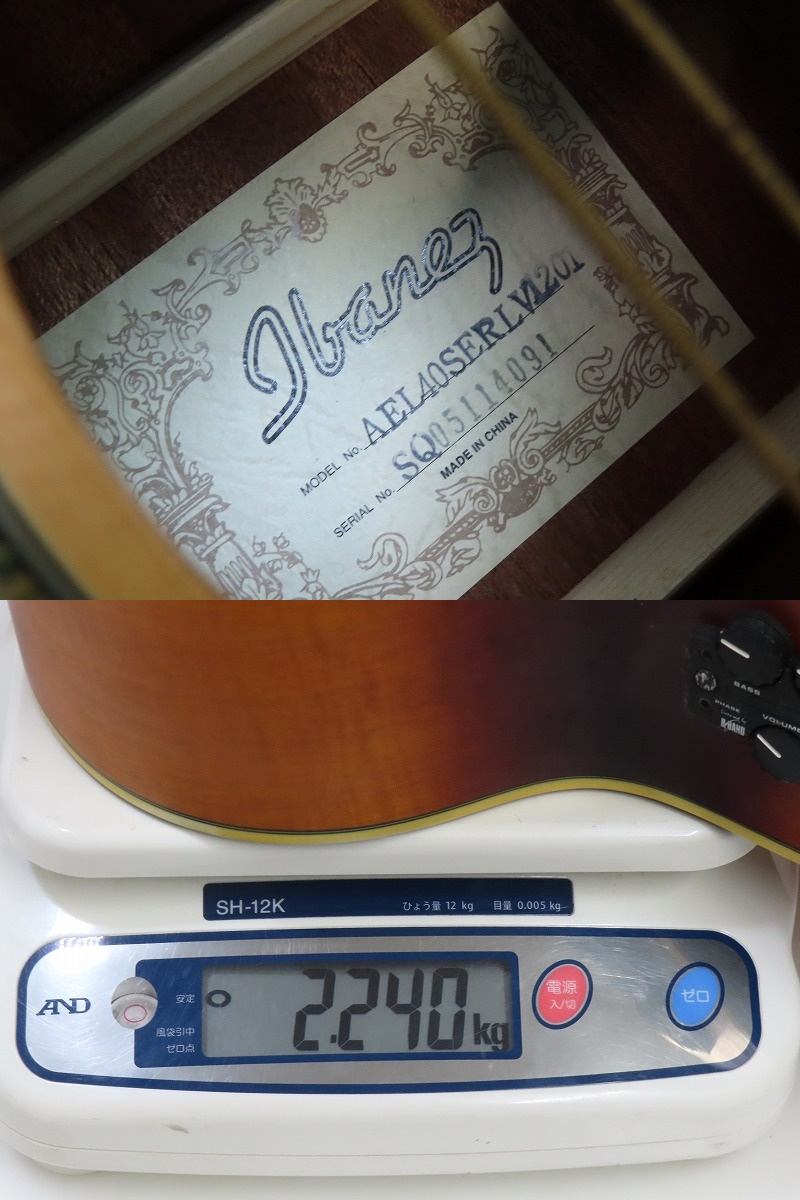 Ibanez
MODEL No. AEL40SERLV1201
SERIAL No. SQ05114091
MADE IN CHINA
BASS
PHASE
VOLUME
B-BAND
SH-12K ひょう量 12 kg 目量 0.005 kg
AND
安定
風袋引中
ゼロ点
2.240 kg
電源
入/切
ゼロ